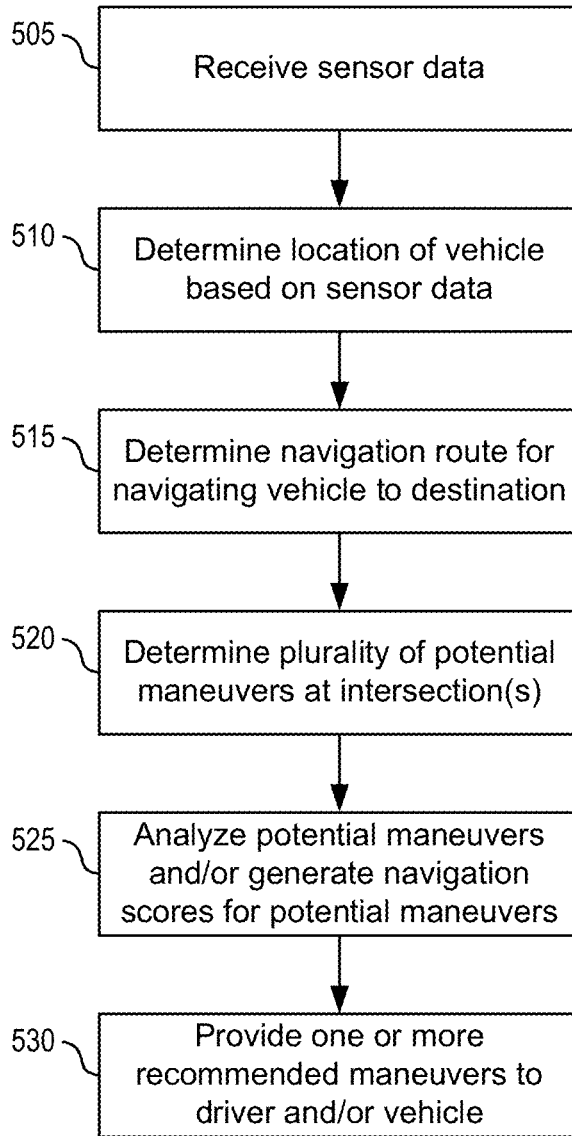 505
Receive sensor data
510
Determine location of vehicle
based on sensor data
515
Determine navigation route for
navigating vehicle to destination
520
Determine plurality of potential
maneuvers at intersection(s)
525
Analyze potential maneuvers
and/or generate navigation
scores for potential maneuvers
530
Provide one or more
recommended maneuvers to
driver and/or vehicle